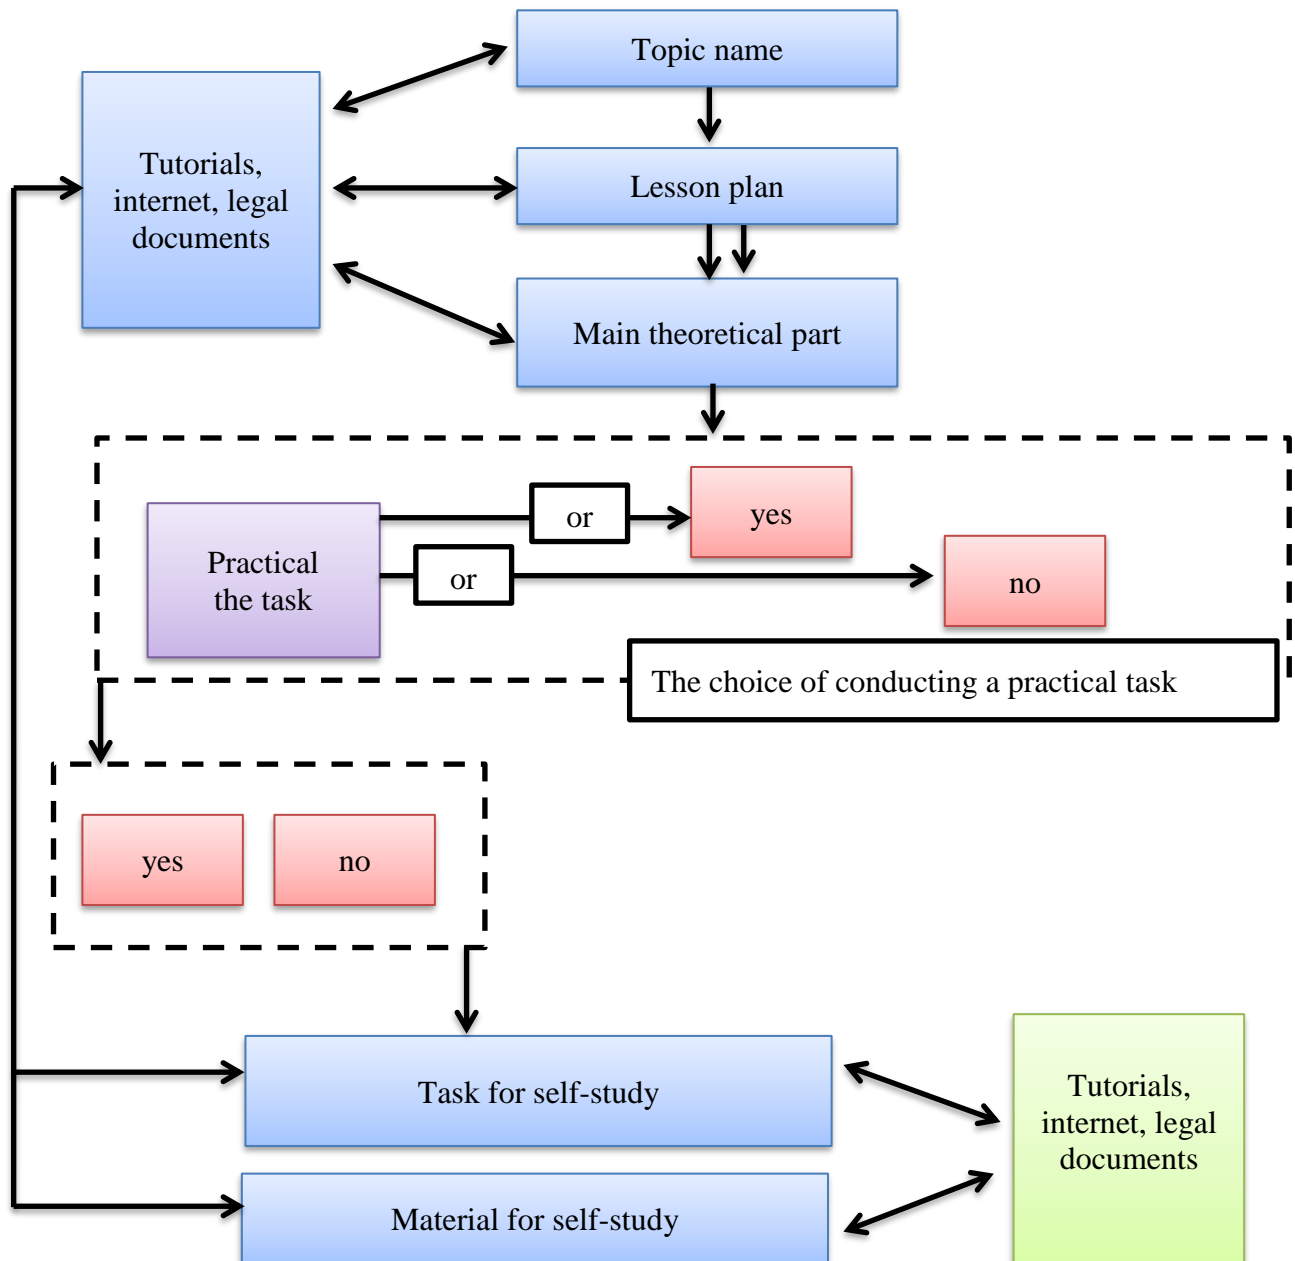 Topic name
Tutorials,
internet, legal
documents
Lesson plan
Main theoretical part
Practical
the task
or
yes
or
no
The choice of conducting a practical task
yes
no
Task for self-study
Tutorials,
internet, legal
documents
Material for self-study